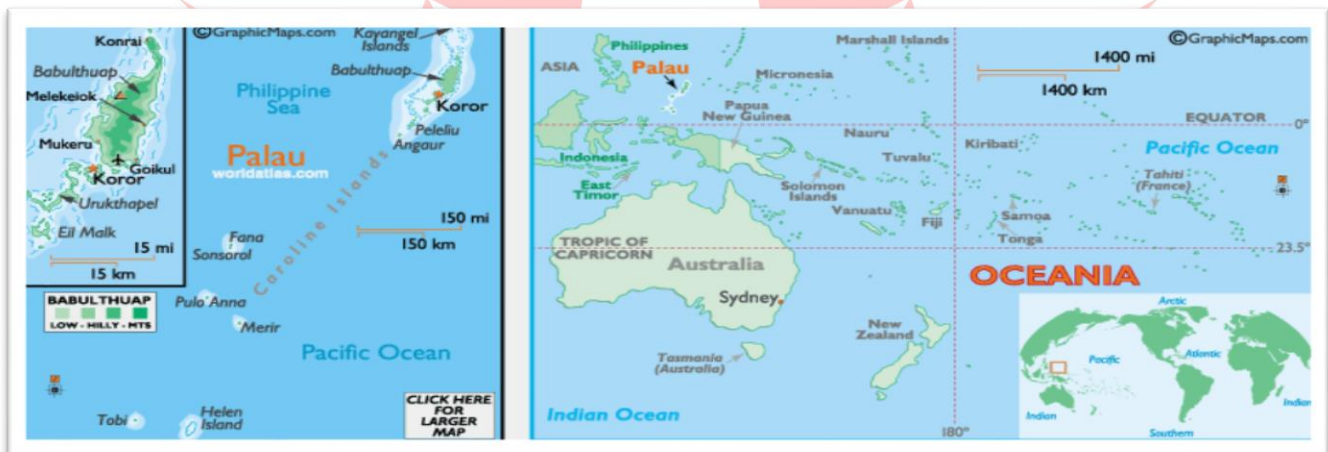 ©GraphicMaps.com
Konrai
Babulthuap
Melekeiok
Mukeru
Goikul
Koror
Urukthapel
Eil Malk
15 mi
15 km
BABULTHUAP
LOW - HILLY - MTS
Kayangel
Islands
Babulthuap
Koror
Peleliu
Angaur
Philippine
Sea
Palau
worldatlas.com
Caroline Islands
150 mi
150 km
Fana
Sonsorol
Pulo Anna
Merir
Pacific Ocean
Tobi
Helen
Island
CLICK HERE
FOR
LARGER
MAP
Philippines
ASIA
Palau
Marshall Islands
Micronesia
©GraphicMaps.com
1400 mi
1400 km
Papua
New Guinea
EQUATOR
0°
Nauru
Kiribati
Pacific Ocean
Indonesia
East
Timor
Tuvalu
Solomon
Islands
Tahiti
(France)
Vanuatu
Fiji
Samoa
Tonga
TROPIC OF
CAPRICORN
23.5°
Australia
Sydney
OCEANIA
New
Zealand
Tasmania
(Australia)
Indian Ocean
180°
Arctic
Pacific
Atlantic
Indian
Indian
Southern